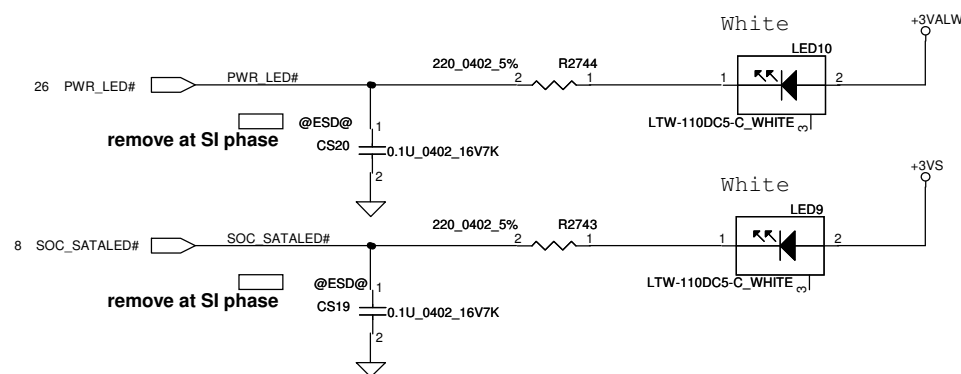 White
+3VALW
LED10
26 PWR_LED# PWR_LED# 220_0402_5% R2744
2 1 1 2
LTW-110DC5-C_WHITE 3
remove at SI phase @ESD@ 1
CS20 0.1U_0402_16V7K
2
White
+3VS
LED9
8 SOC_SATALED# SOC_SATALED# 220_0402_5% R2743
2 1 1 2
LTW-110DC5-C_WHITE 3
remove at SI phase @ESD@ 1
CS19 0.1U_0402_16V7K
2